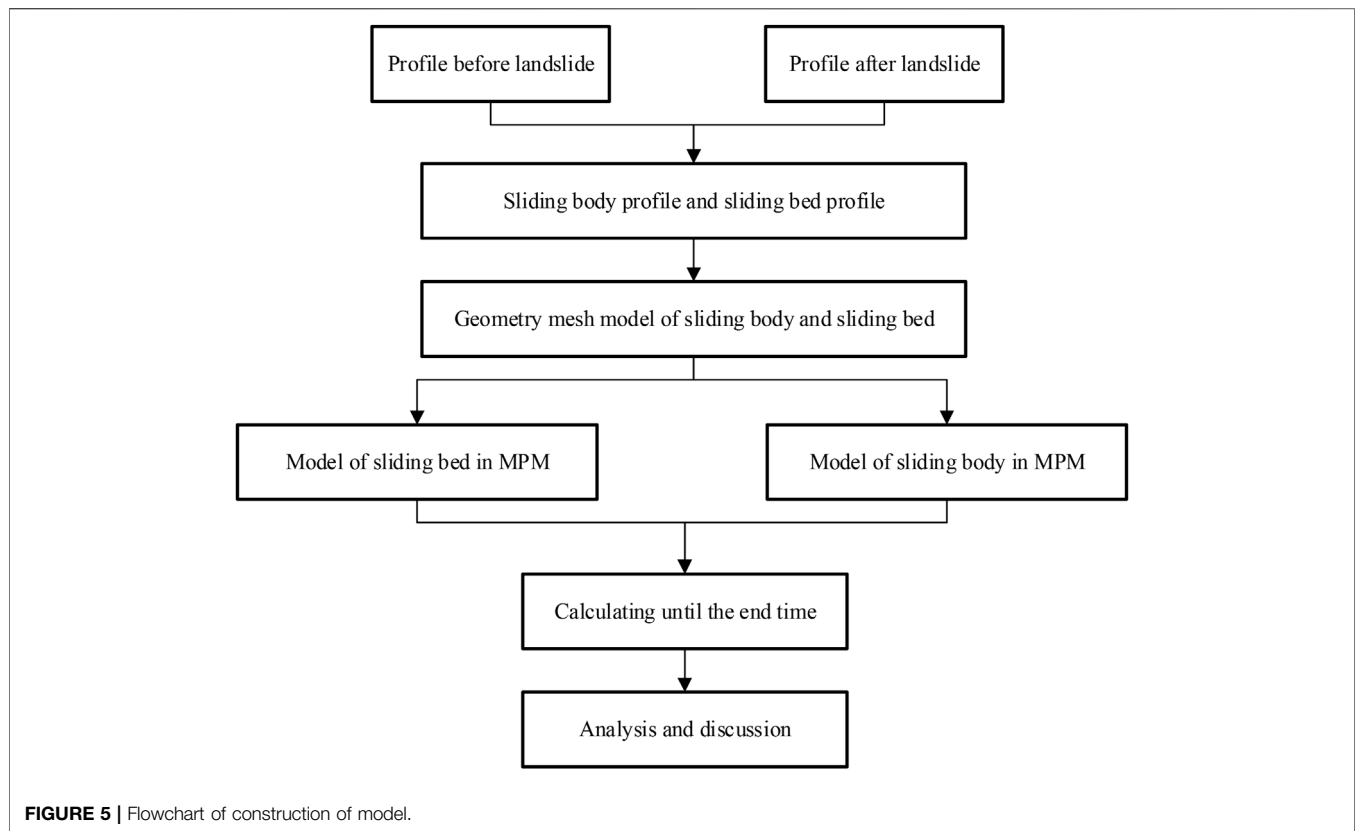 Profile before landslide
Profile after landslide
Sliding body profile and sliding bed profile
Geometry mesh model of sliding body and sliding bed
Model of sliding bed in MPM
Model of sliding body in MPM
Calculating until the end time
Analysis and discussion
FIGURE 5 | Flowchart of construction of model.